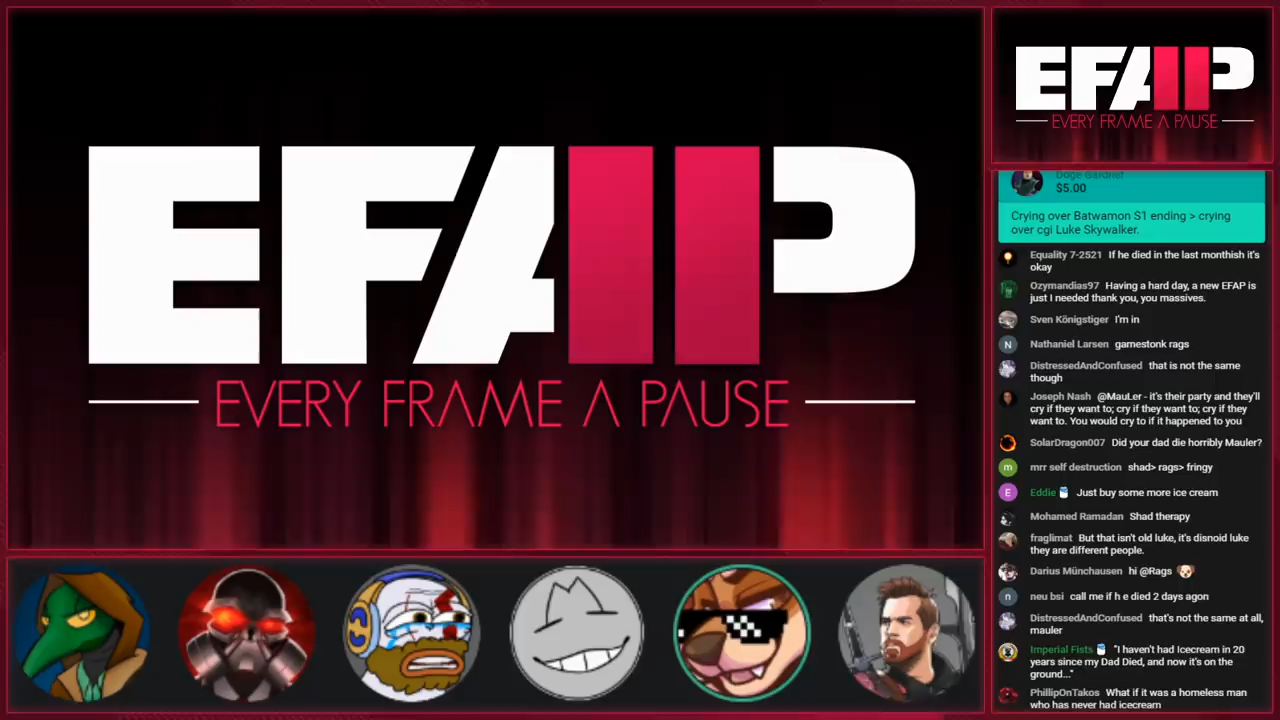 EFAP
EVERY FRAME A PAUSE
EFAP
EVERY FRAME A PAUSE
Doge Gardner
$5.00
Crying over Batwamon S1 ending > crying
over cgi Luke Skywalker.
Equality 7-2521 If he died in the last monthish it's
okay
Ozymandias97 Having a hard day, a new EFAP is
just I needed thank you, you massives.
Sven Königstiger I'm in
N Nathaniel Larsen gamestonk rags
DistressedAndConfused that is not the same
though
Joseph Nash @MauLer - it's their party and they'll
cry if they want to; cry if they want to; cry if they
want to. You would cry to if it happened to you
SolarDragon007 Did your dad die horribly Mauler?
m mrr self destruction shad> rags> fringy
E Eddie Just buy some more ice cream
Mohamed Ramadan Shad therapy
fraglimat But that isn't old luke, it's disnoid luke
they are different people.
Darius Münchausen hi @Rags
n neu bsi call me if h e died 2 days agon
DistressedAndConfused that's not the same at all,
mauler
Imperial Fists "I haven't had Icecream in 20
years since my Dad Died, and now it's on the
ground..."
PhillipOnTakos What if it was a homeless man
who has never had icecream